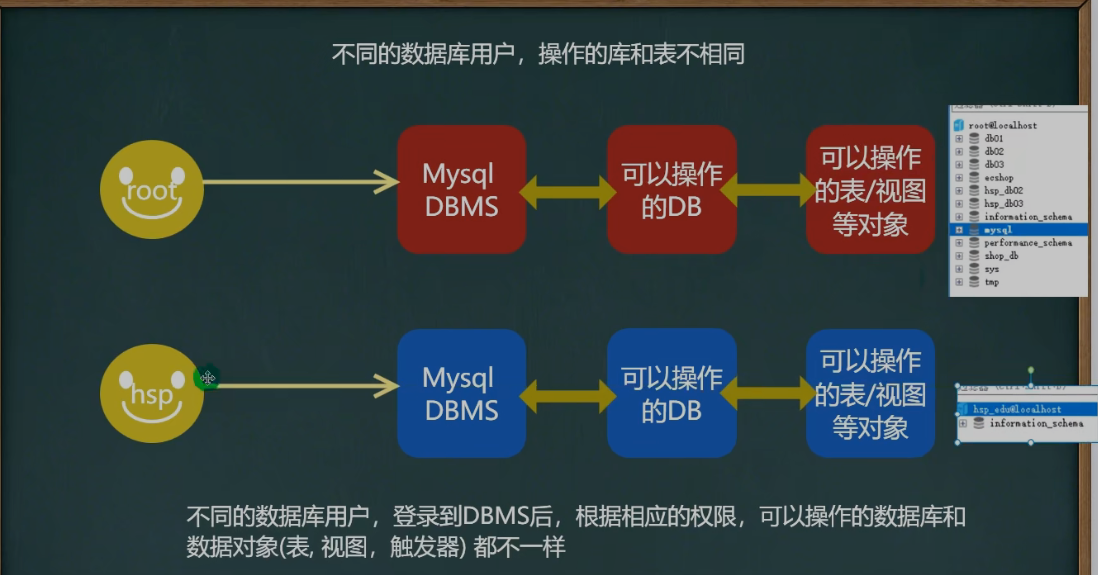 不同的数据库用户，操作的库和表不相同
root
Mysql
DBMS
可以操作
的DB
可以操作
的表/视图
等对象
root@localhost
db01
db02
db03
ecshop
hsp_db02
hsp_db03
information_schema
mysql
performance_schema
shop_db
sys
tmp
hsp
Mysql
DBMS
可以操作
的DB
可以操作
的表/视图
等对象
hsp_edu@localhost
information_schema
不同的数据库用户，登录到DBMS后，根据相应的权限，可以操作的数据库和
数据对象(表, 视图，触发器) 都不一样